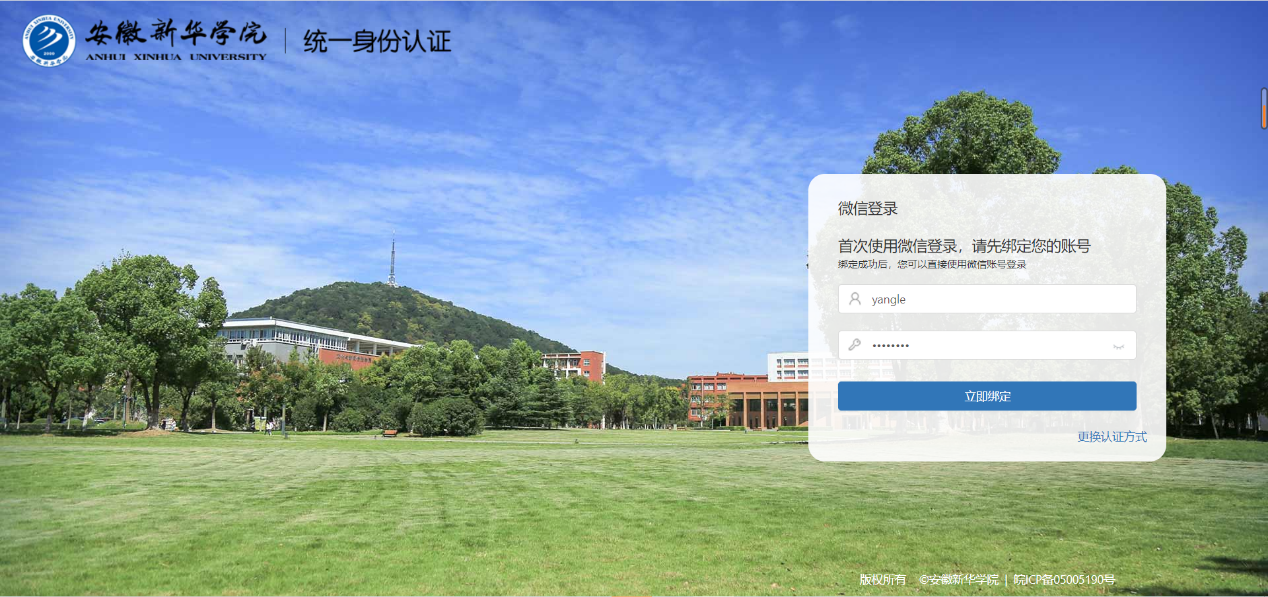 安徽新华学院
ANHUI XINHUA UNIVERSITY
统一身份认证
微信登录
首次使用微信登录，请先绑定您的账号
绑定成功后，您可以直接使用微信账号登录
yangle
••••••••
立即绑定
更换认证方式
版权所有 ©安徽新华学院 | 皖ICP备05005190号